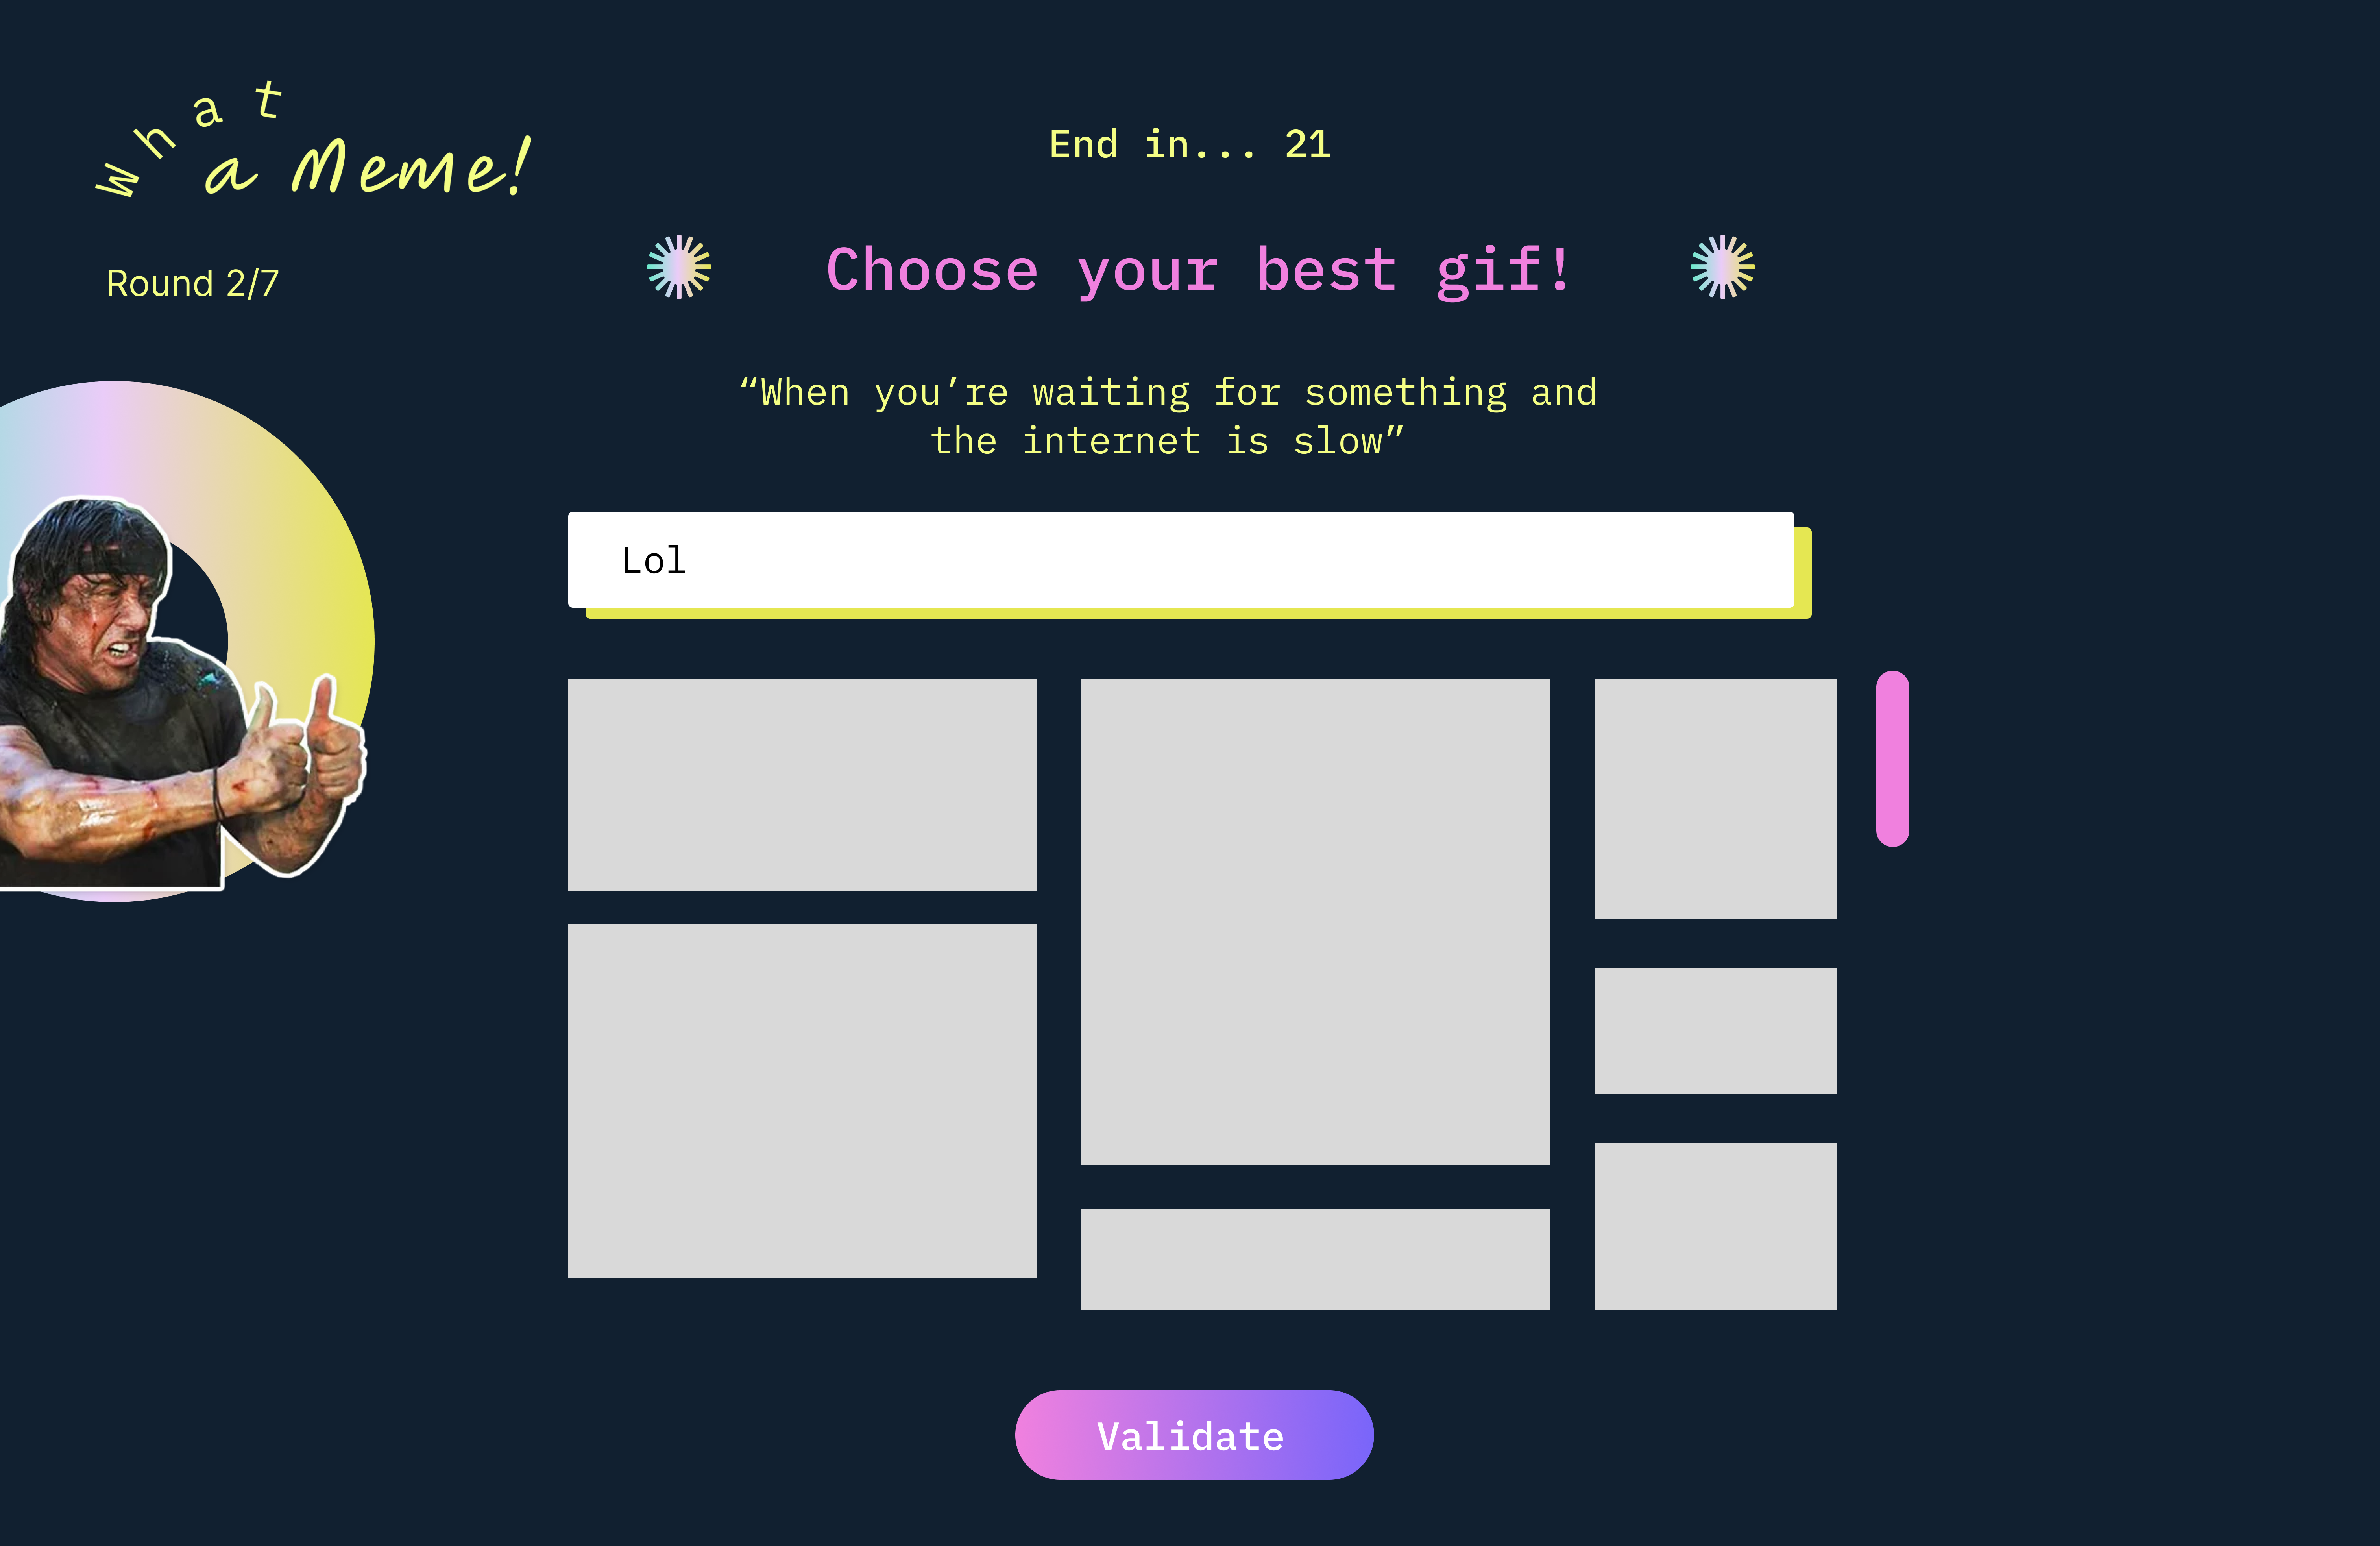 What
a Meme!
End in... 21
Round 2/7
Choose your best gif!
“When you’re waiting for something and
the internet is slow”
Lol
Validate